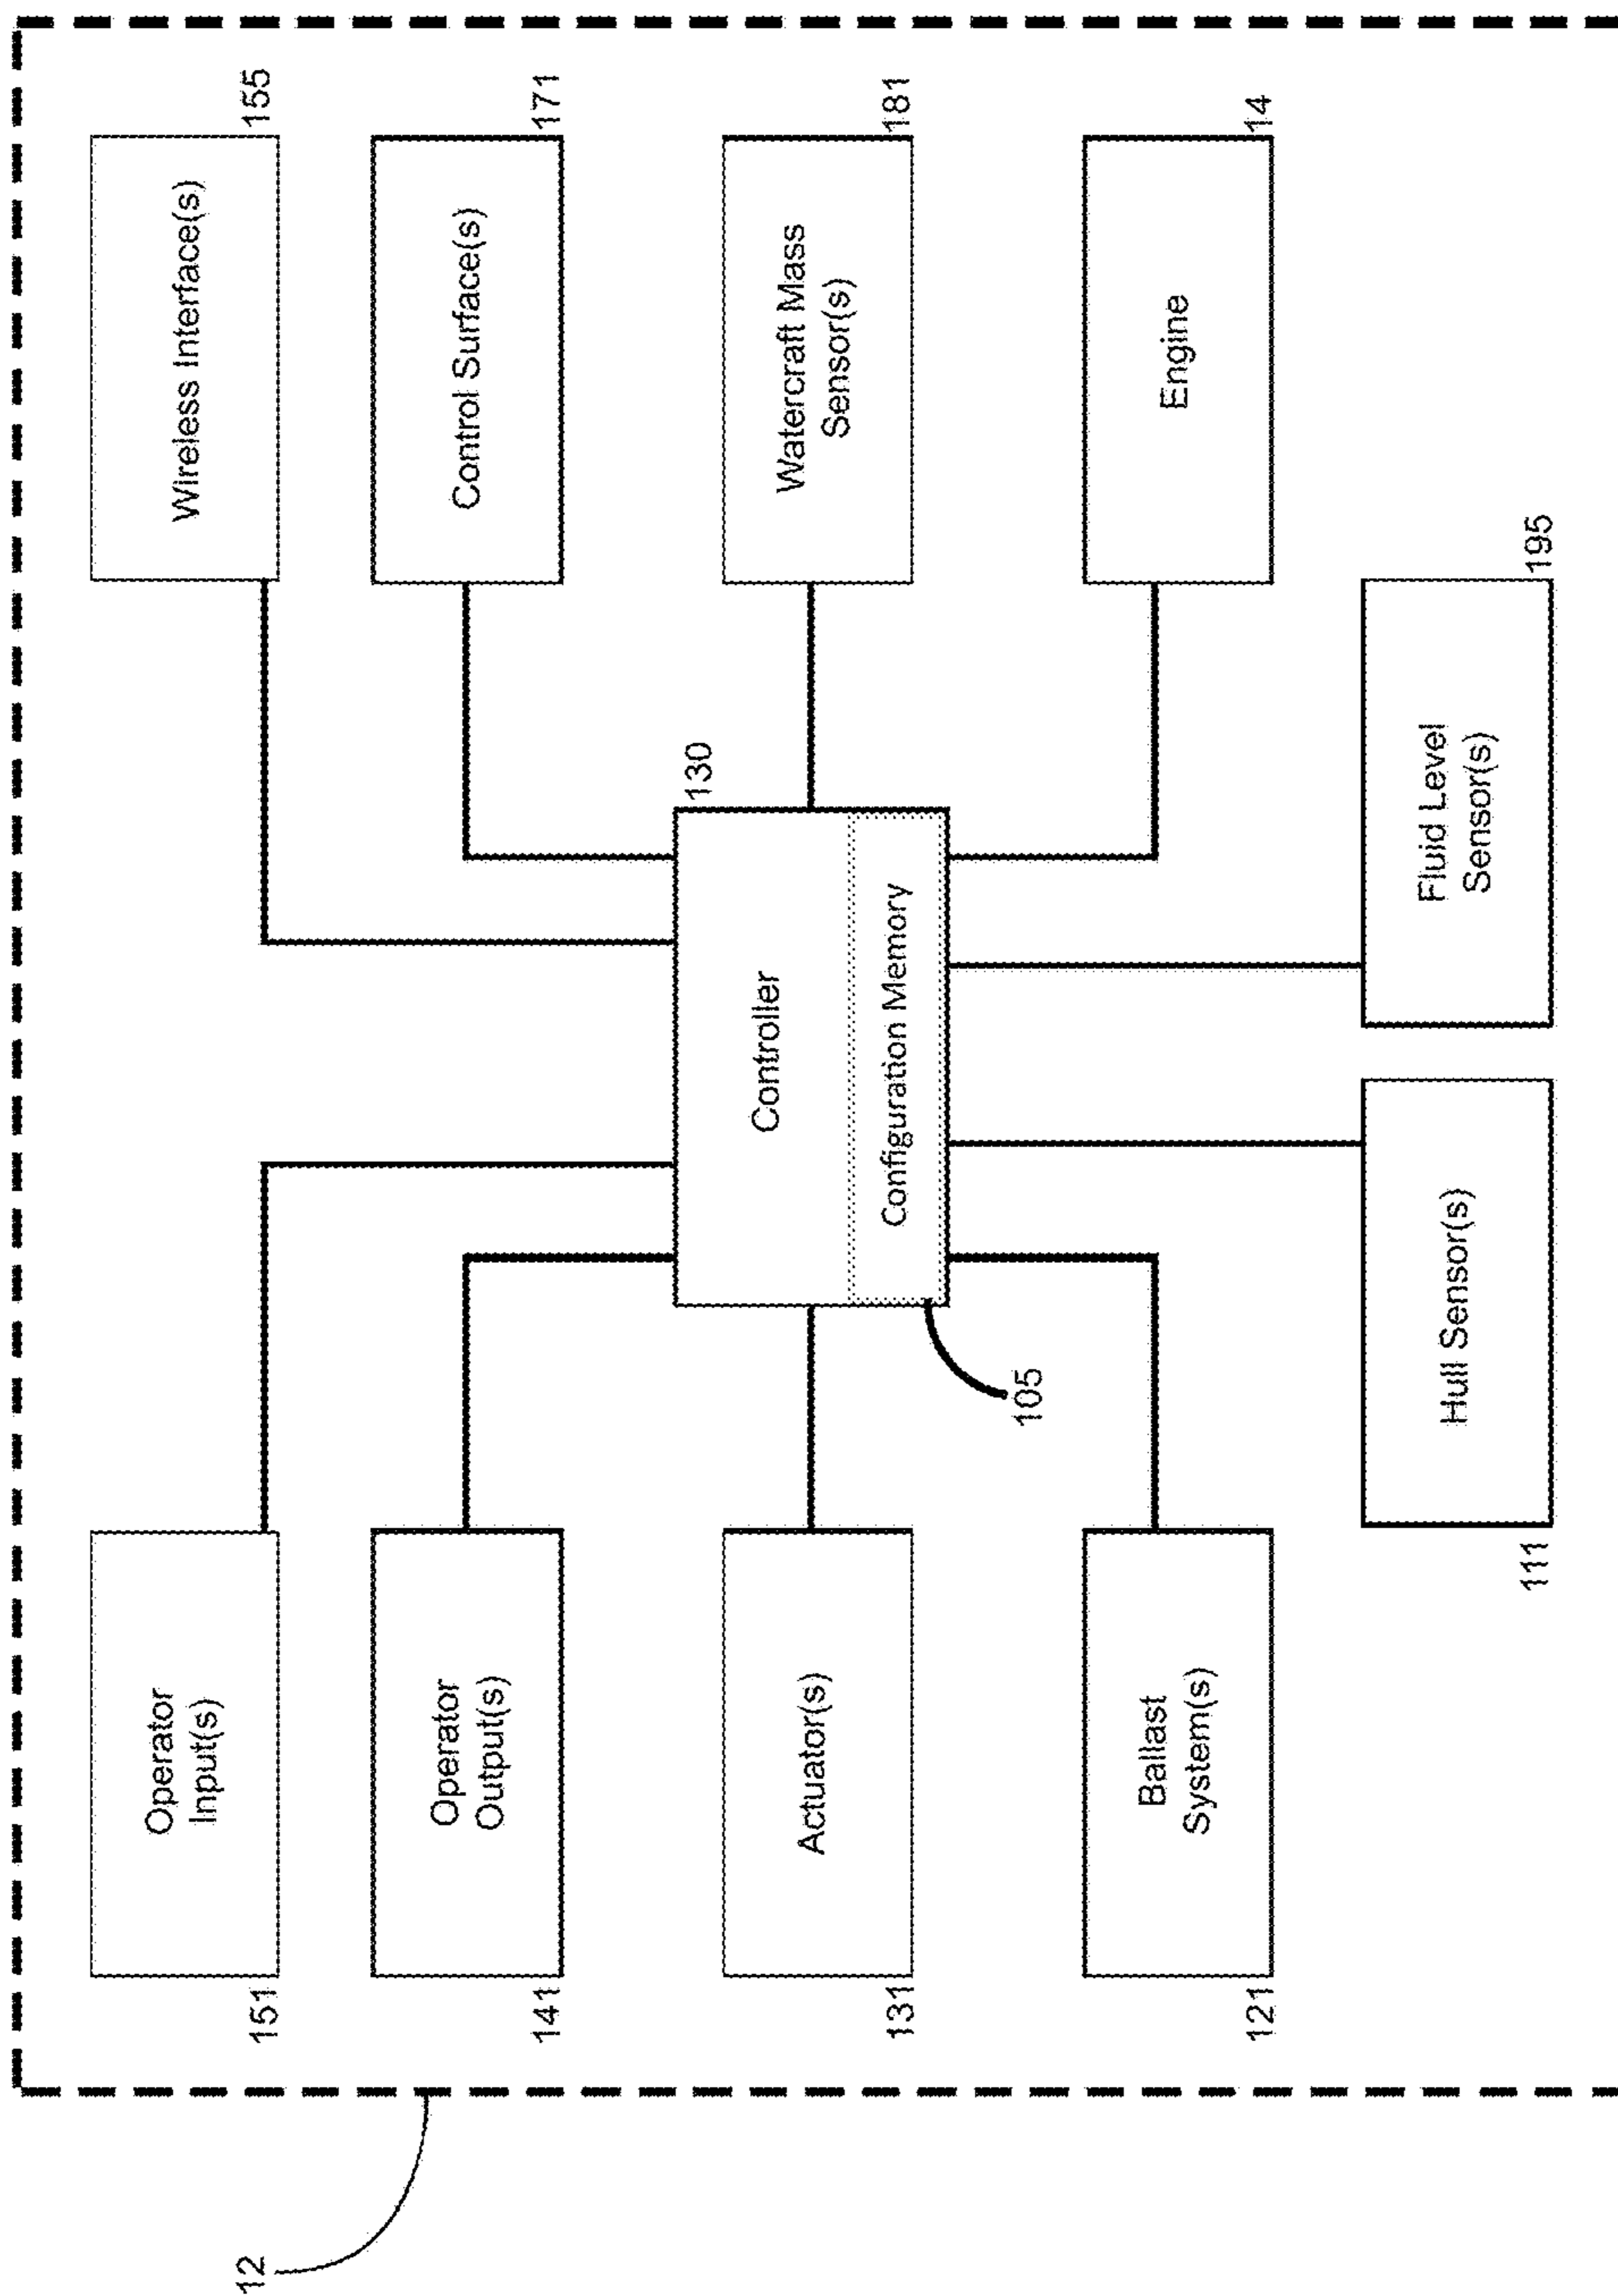 12
151
Operator
Input(s)
Wireless Interface(s)
155
141
Operator
Output(s)
Control Surface(s)
171
130
131
Actuator(s)
Controller
Configuration Memory
105
Watercraft Mass
Sensor(s)
181
121
Ballast
System(s)
Engine
14
111
Hull Sensor(s)
Fluid Level
Sensor(s)
195